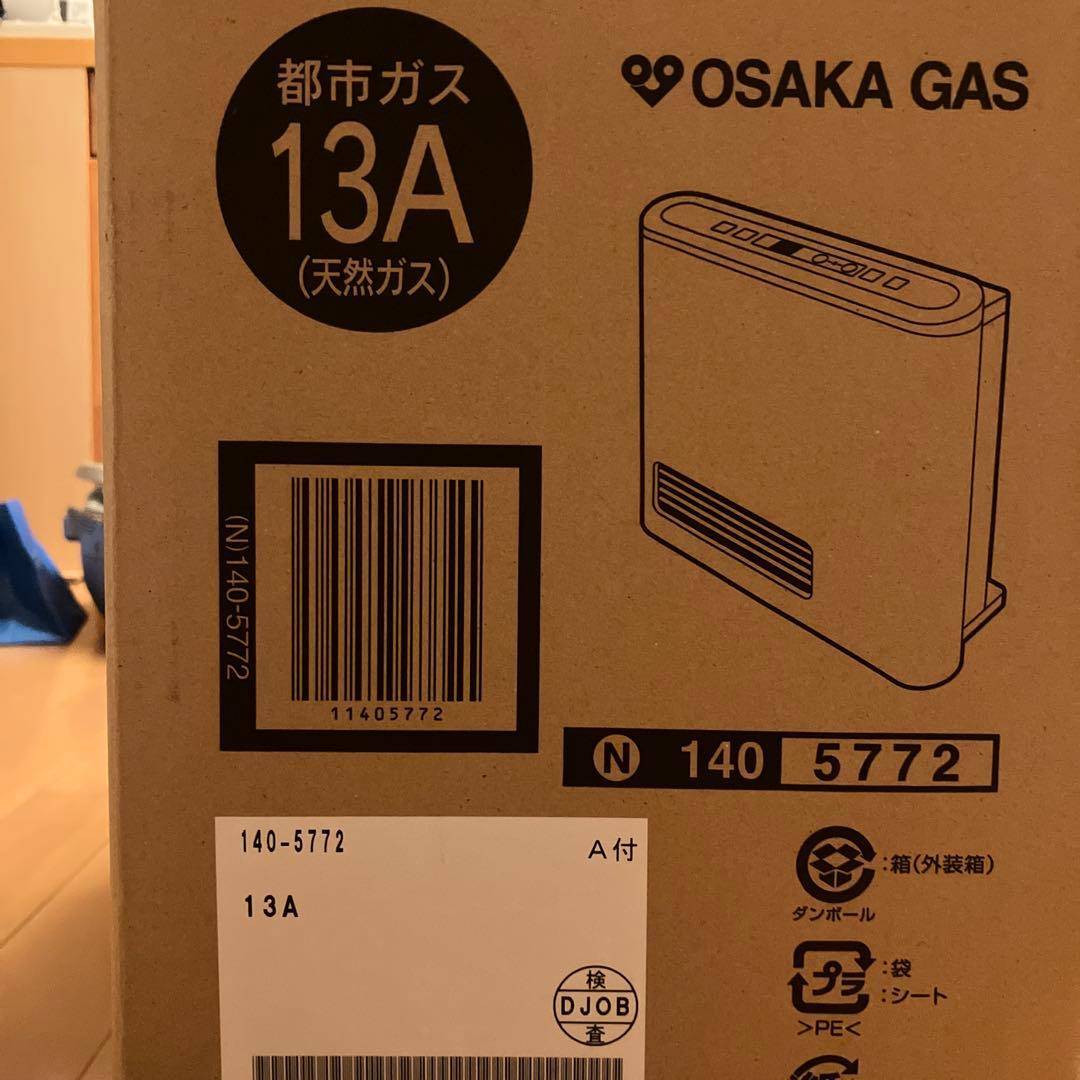 都市ガス
13A
(天然ガス)
OSAKA GAS
(N)140-5772
11405772
N 140 5772
140-5772
A付
13A
検
DJOB
査
:箱(外装箱)
ダンボール
プラ
:袋
:シート
>PE<